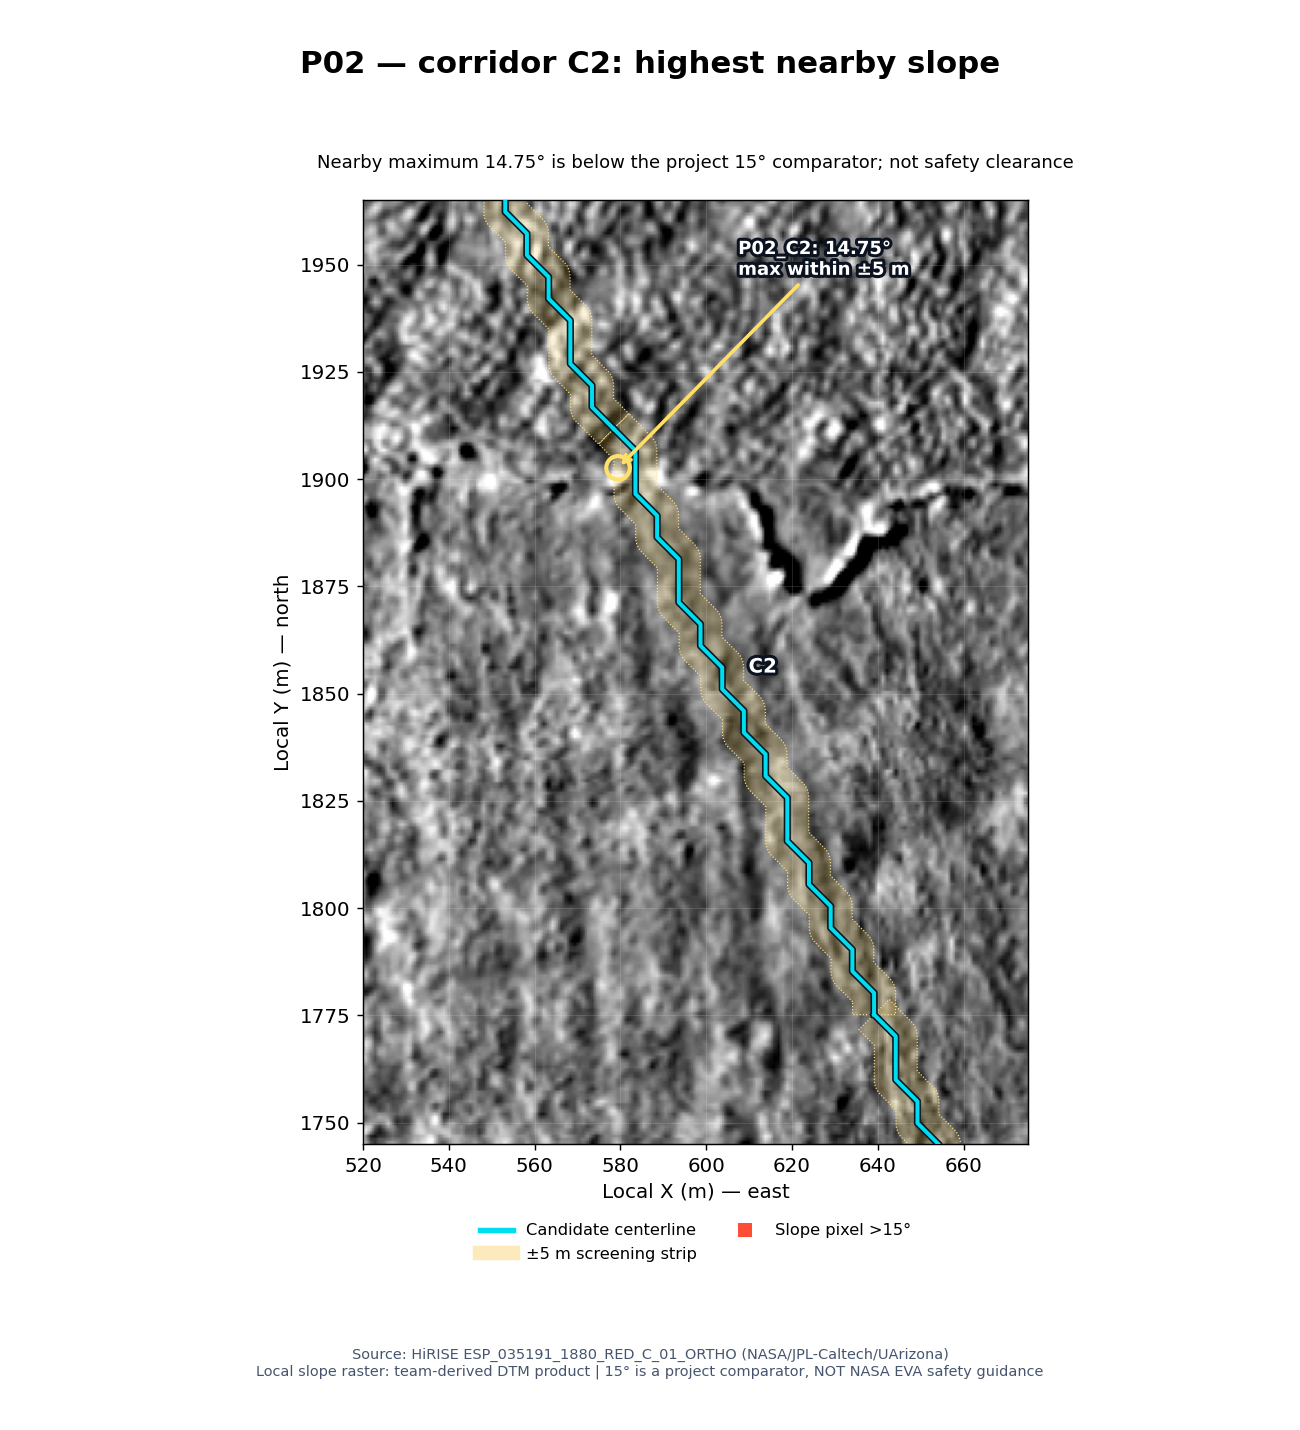 P02 — corridor C2: highest nearby slope
Nearby maximum 14.75° is below the project 15° comparator; not safety clearance
P02_C2: 14.75°
max within ±5 m
C2
Local Y (m) — north
1950
1925
1900
1875
1850
1825
1800
1775
1750
520 540 560 580 600 620 640 660
Local X (m) — east
Candidate centerline
±5 m screening strip
Slope pixel >15°
Source: HiRISE ESP_035191_1880_RED_C_01_ORTHO (NASA/JPL-Caltech/UArizona)
Local slope raster: team-derived DTM product | 15° is a project comparator, NOT NASA EVA safety guidance